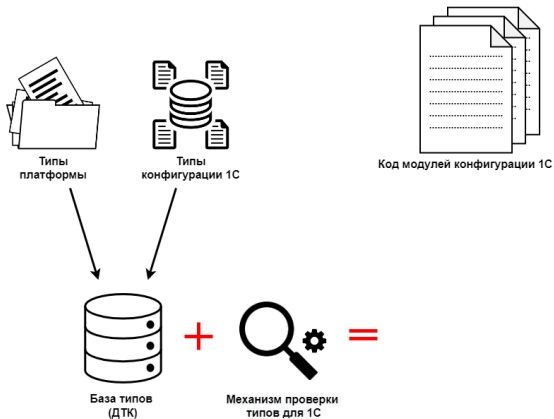 Типы
платформы
Типы
конфигурации 1С
Код модулей конфигурации 1С
База типов
(ДТК)
+
Механизм проверки
типов для 1С
=